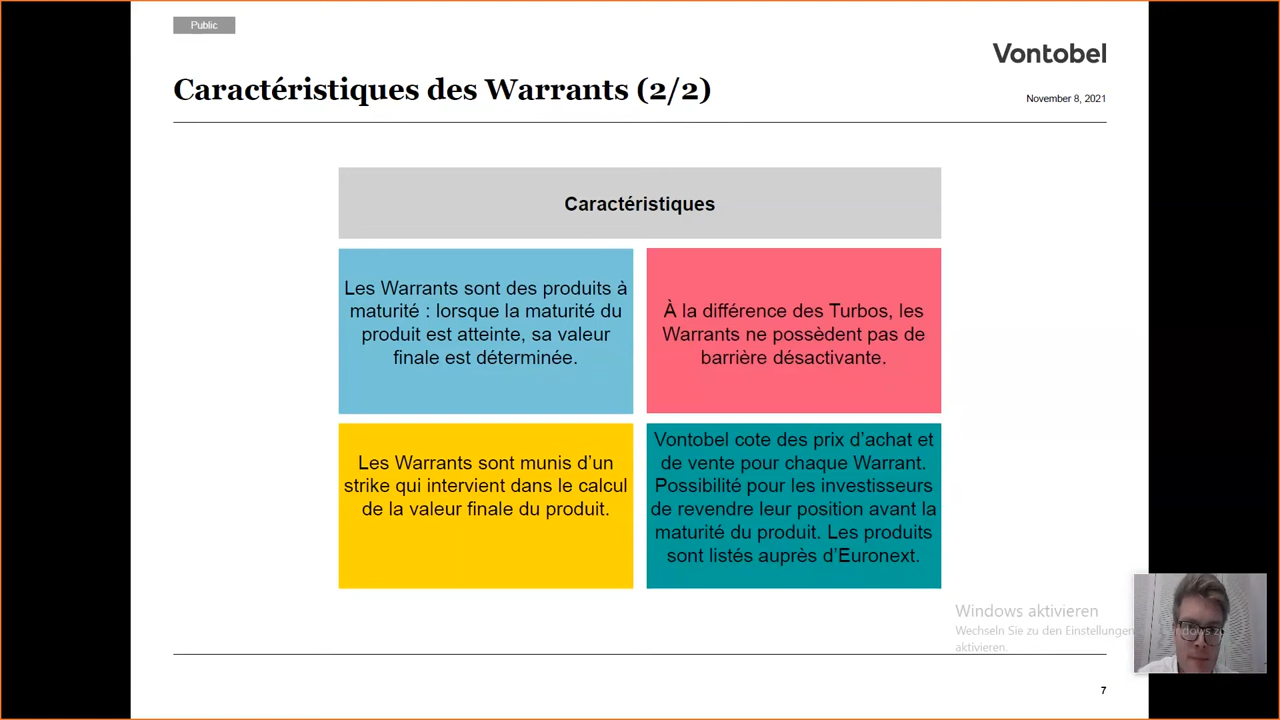 Public
Vontobel
Caractéristiques des Warrants (2/2)
November 8, 2021
Caractéristiques
Les Warrants sont des produits à
maturité : lorsque la maturité du
produit est atteinte, sa valeur
finale est déterminée.
À la différence des Turbos, les
Warrants ne possèdent pas de
barrière désactivante.
Les Warrants sont munis d’un
strike qui intervient dans le calcul
de la valeur finale du produit.
Vontobel cote des prix d’achat et
de vente pour chaque Warrant.
Possibilité pour les investisseurs
de revendre leur position avant la
maturité du produit. Les produits
sont listés auprès d’Euronext.
Windows aktivieren
Wechseln Sie zu den Einstellungen
aktivieren.
7